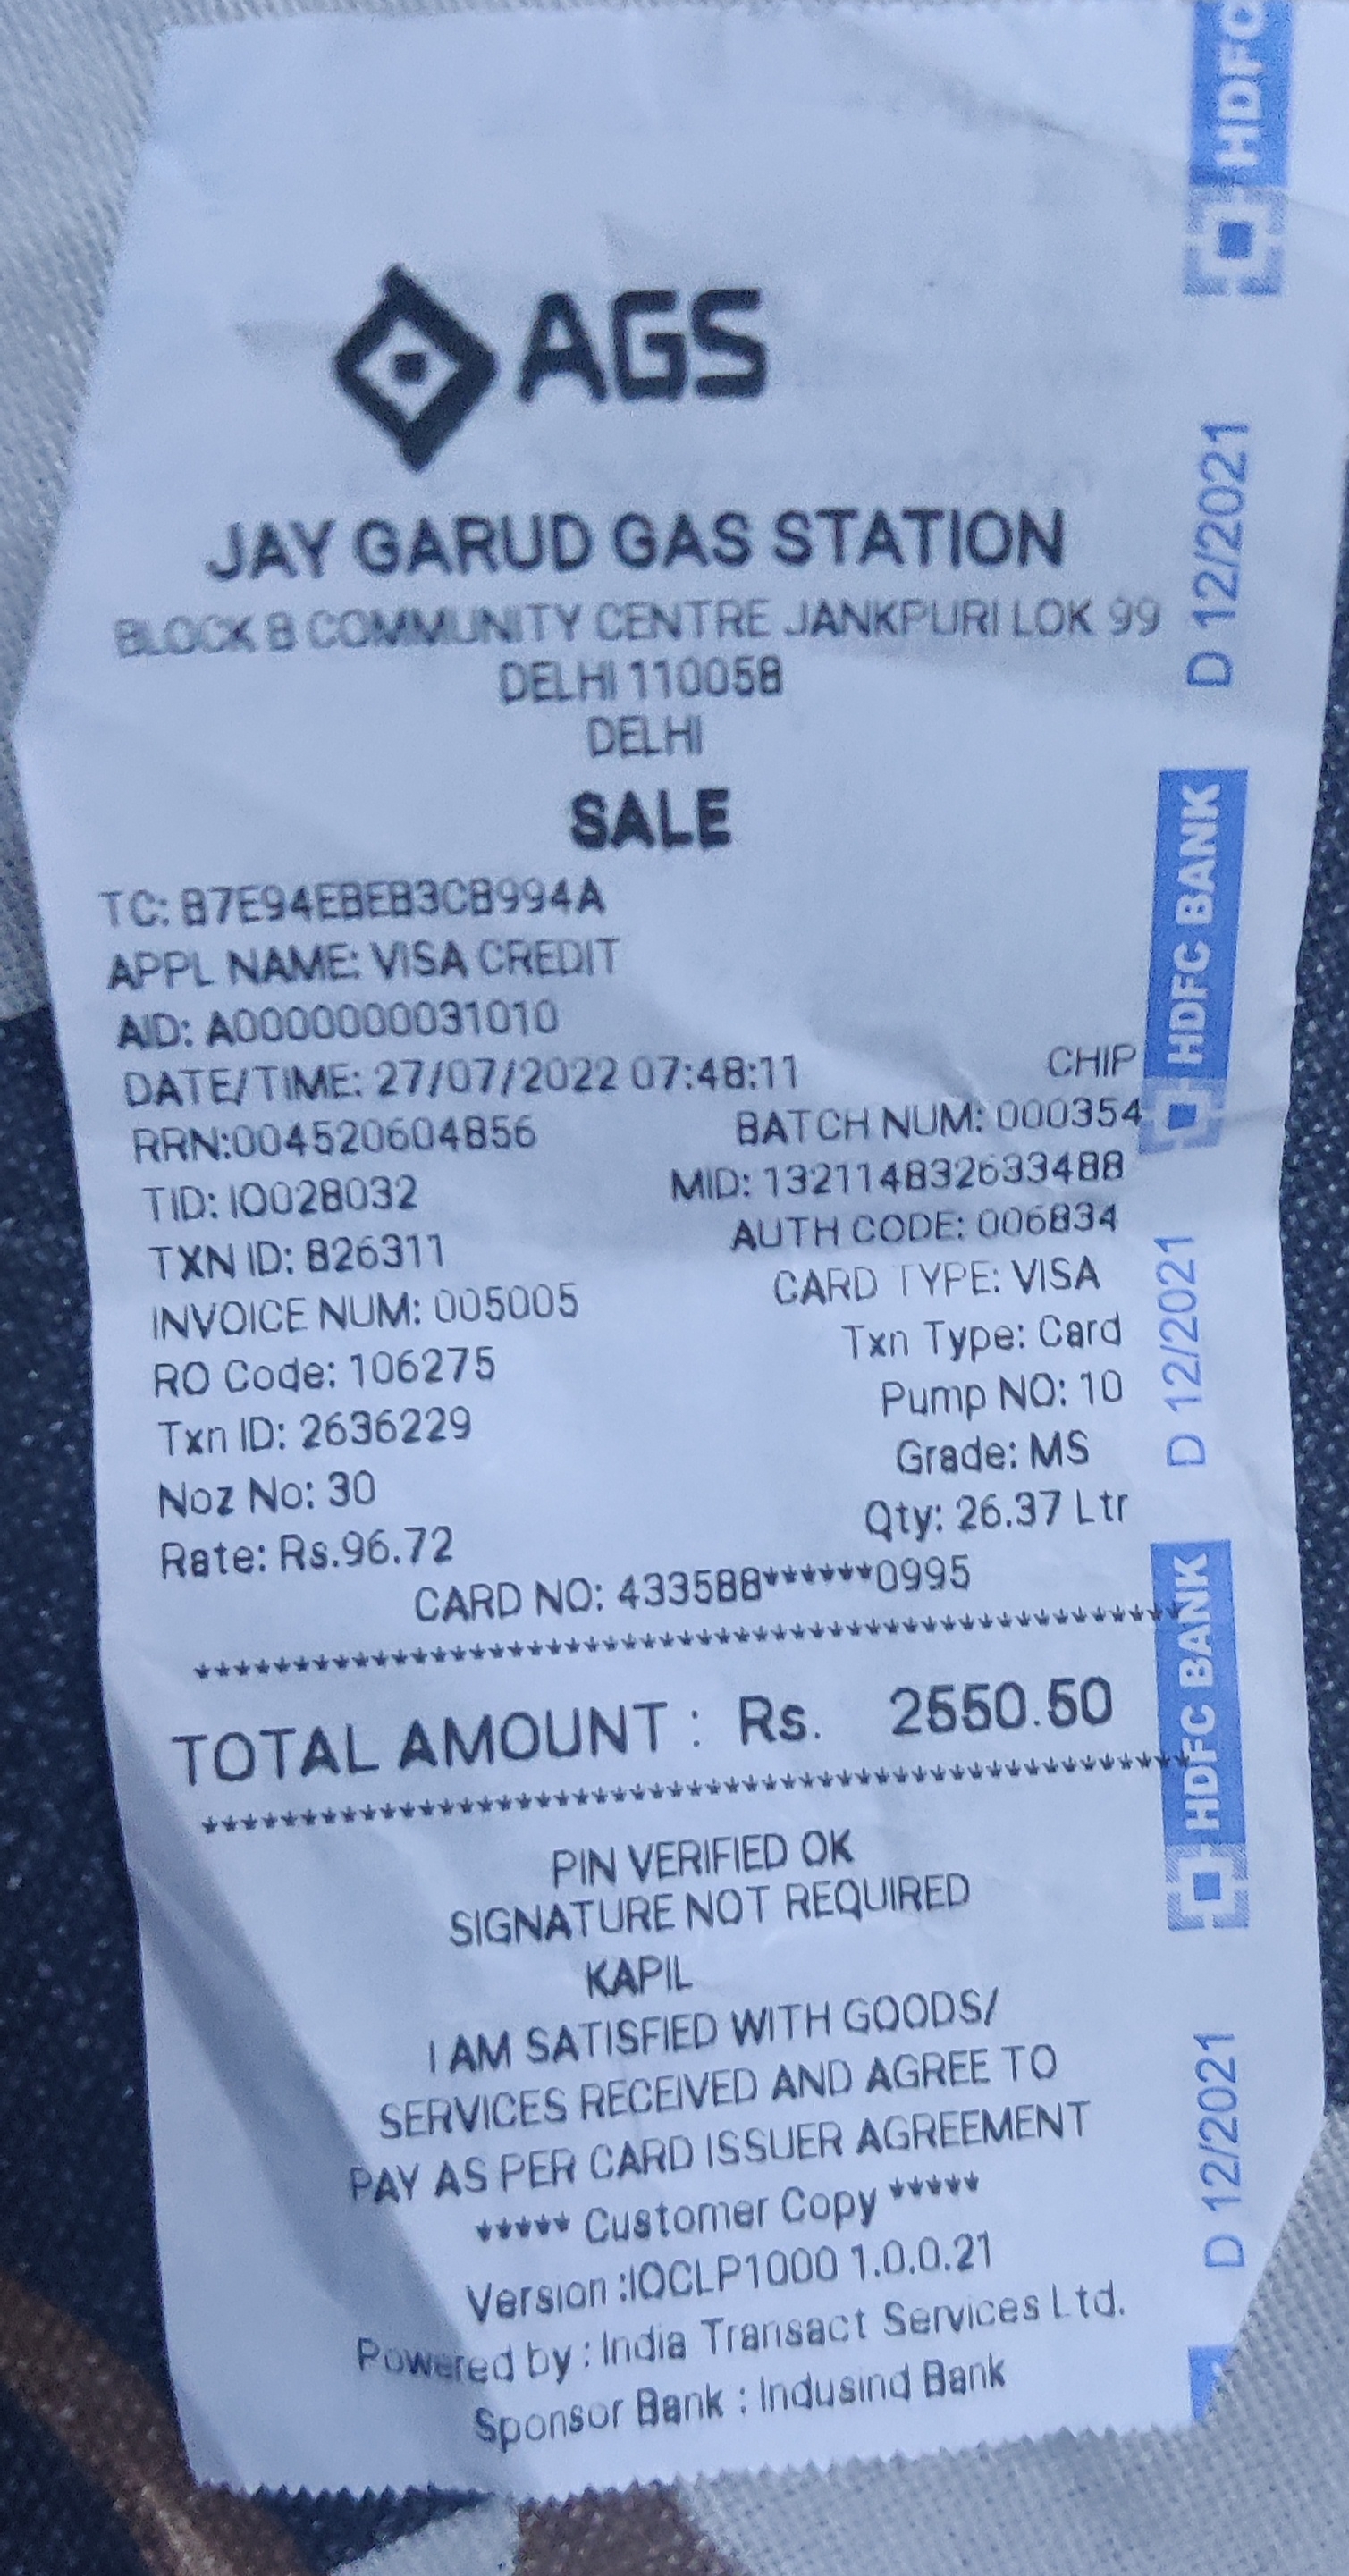 AGS
JAY GARUD GAS STATION
BLOCK B COMMUNITY CENTRE JANKPURI LOK 99
DELHI 110058
DELHI
SALE
TC: B7E94EBEB3CB994A
APPL NAME: VISA CREDIT
AID: A0000000031010
DATE/TIME: 27/07/2022 07:48:11 CHIP
RRN:004520604856 BATCH NUM: 000354
TID: IO028032 MID: 132114832633488
TXN ID: 826311 AUTH CODE: 006834
INVOICE NUM: 005005 CARD TYPE: VISA
RO Code: 106275 Txn Type: Card
Txn ID: 2636229 Pump NO: 10
Noz No: 30 Grade: MS
Rate: Rs.96.72 Qty: 26.37 Ltr
CARD NO: 433588******0995
TOTAL AMOUNT : Rs. 2550.50
PIN VERIFIED OK
SIGNATURE NOT REQUIRED
KAPIL
I AM SATISFIED WITH GOODS/
SERVICES RECEIVED AND AGREE TO
PAY AS PER CARD ISSUER AGREEMENT
***** Customer Copy *****
Version :IOCLP1000 1.0.0.21
Powered by : India Transact Services Ltd.
Sponsor Bank : Indusind Bank
HDFC
D 12/2021
HDFC BANK
D 12/2021
HDFC BANK
D 12/2021